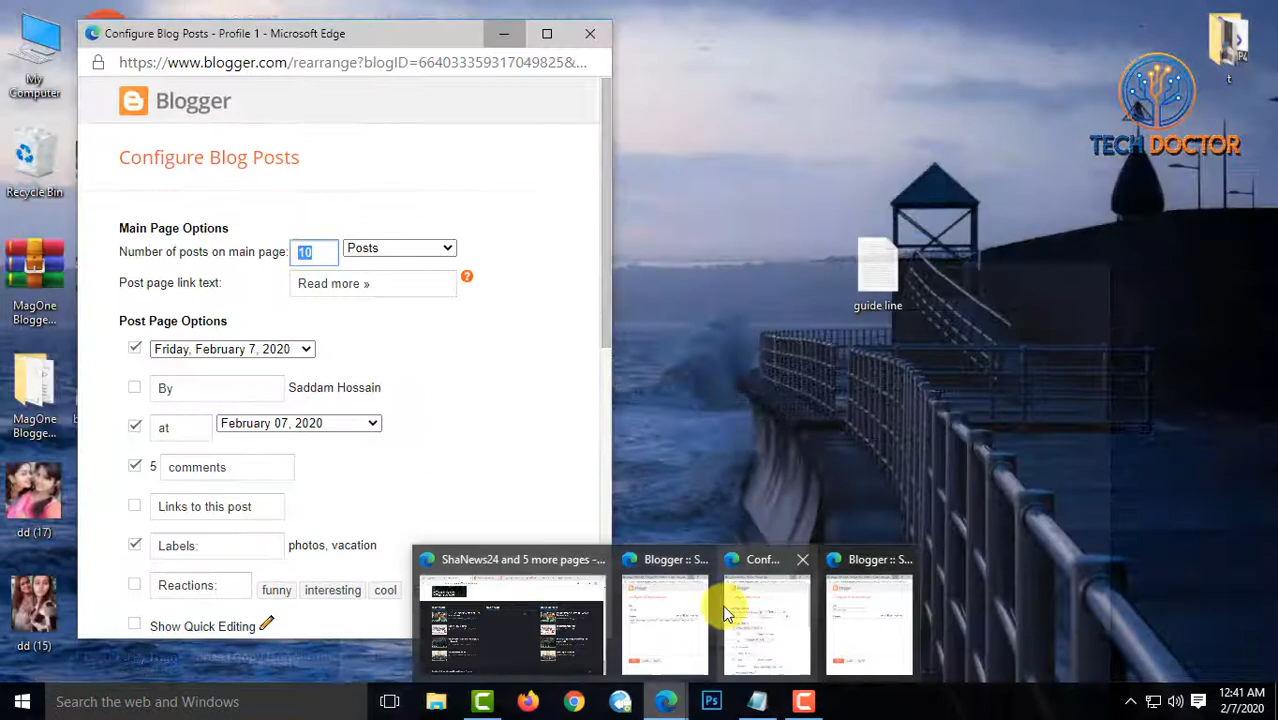 My Computer
Recycle Bin
MagOne Blogge...
MagOne Blogge...
dd (17)
dd (15)
Configure Blog Posts - Profile 1 - Microsoft Edge
https://www.blogger.com/rearrange?blogID=6640333593170498258&...
Blogger
Configure Blog Posts
Main Page Options
Number of posts on main page: 10 Posts
Post page link text: Read more » ?
Post Page Options
Friday, February 7, 2020
By Saddam Hossain
at February 07, 2020
5 comments
Links to this post
Labels: photos, vacation
Reactions: funny interesting cool
Show Quick Editing
t
TECH DOCTOR
guide line
ShaNews24 and 5 more pages -...
Blogger :: S...
Conf...
Blogger :: S...
Search the web and Windows
Ps
12:41 AM
2/7/2020